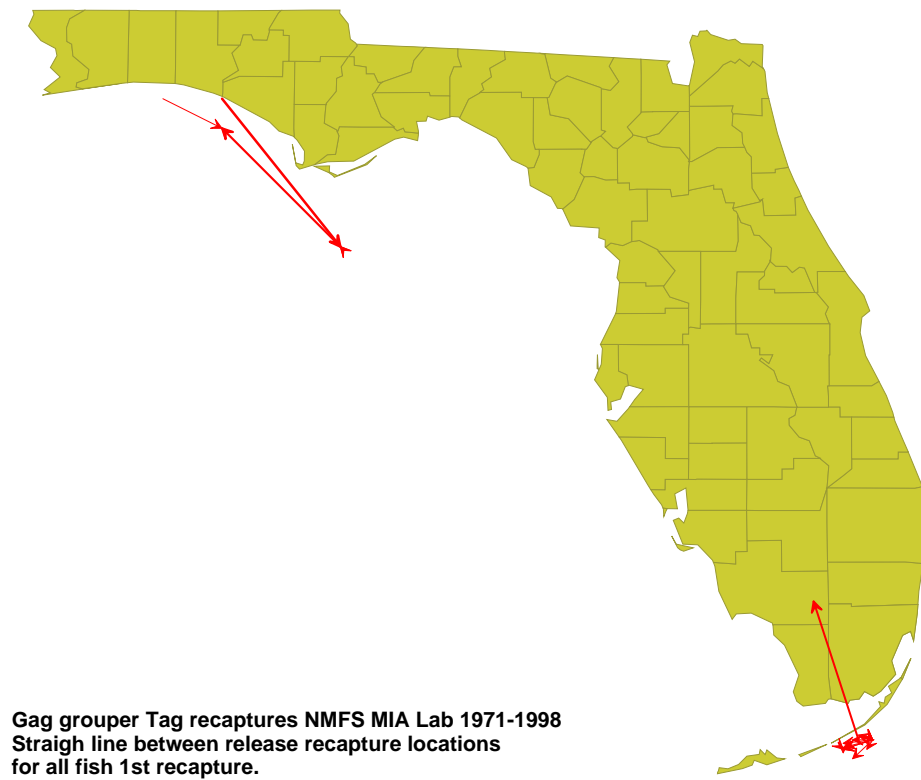 Gag grouper Tag recaptures NMFS MIA Lab 1971-1998
Straigh line between release recapture locations
for all fish 1st recapture.